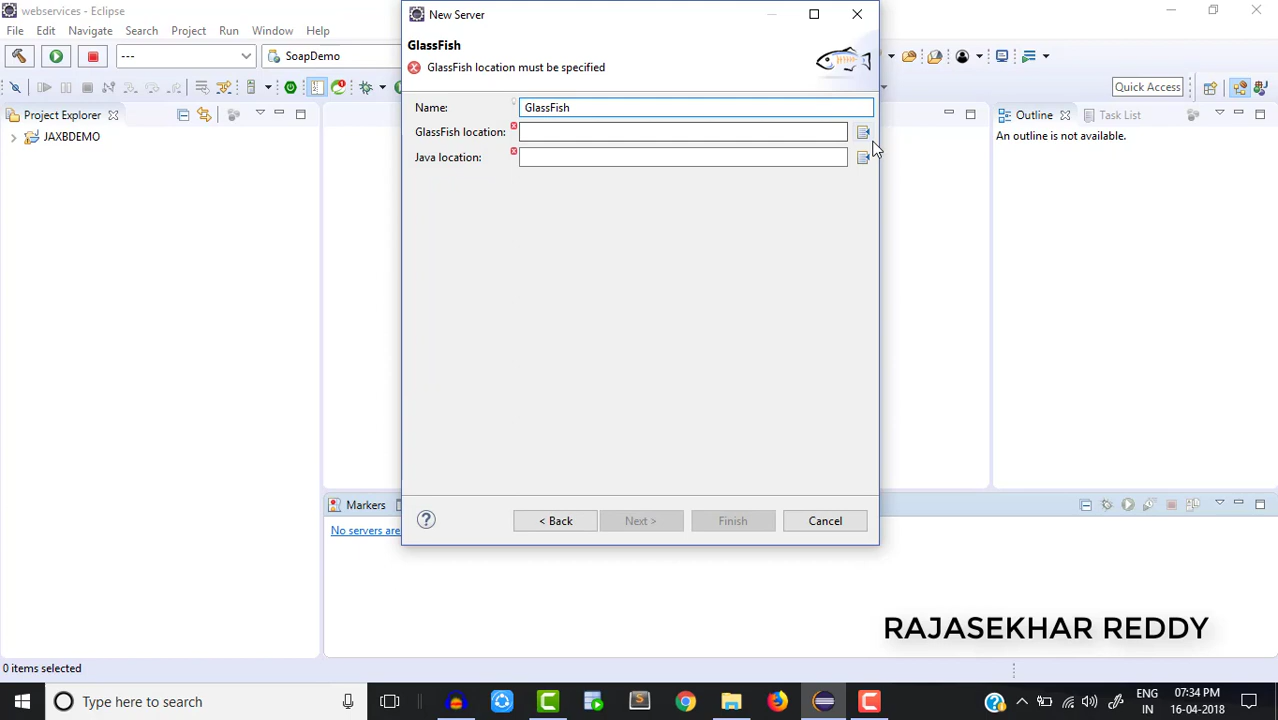 webservices - Eclipse
File Edit Navigate Search Project Run Window Help
--- SoapDemo
Quick Access
Project Explorer
JAXBDEMO
New Server
GlassFish
GlassFish location must be specified
Name: GlassFish
GlassFish location:
Java location:
< Back Next > Finish Cancel
Outline Task List
An outline is not available.
Markers
No servers are
RAJASEKHAR REDDY
0 items selected
Type here to search
ENG
IN
07:34 PM
16-04-2018